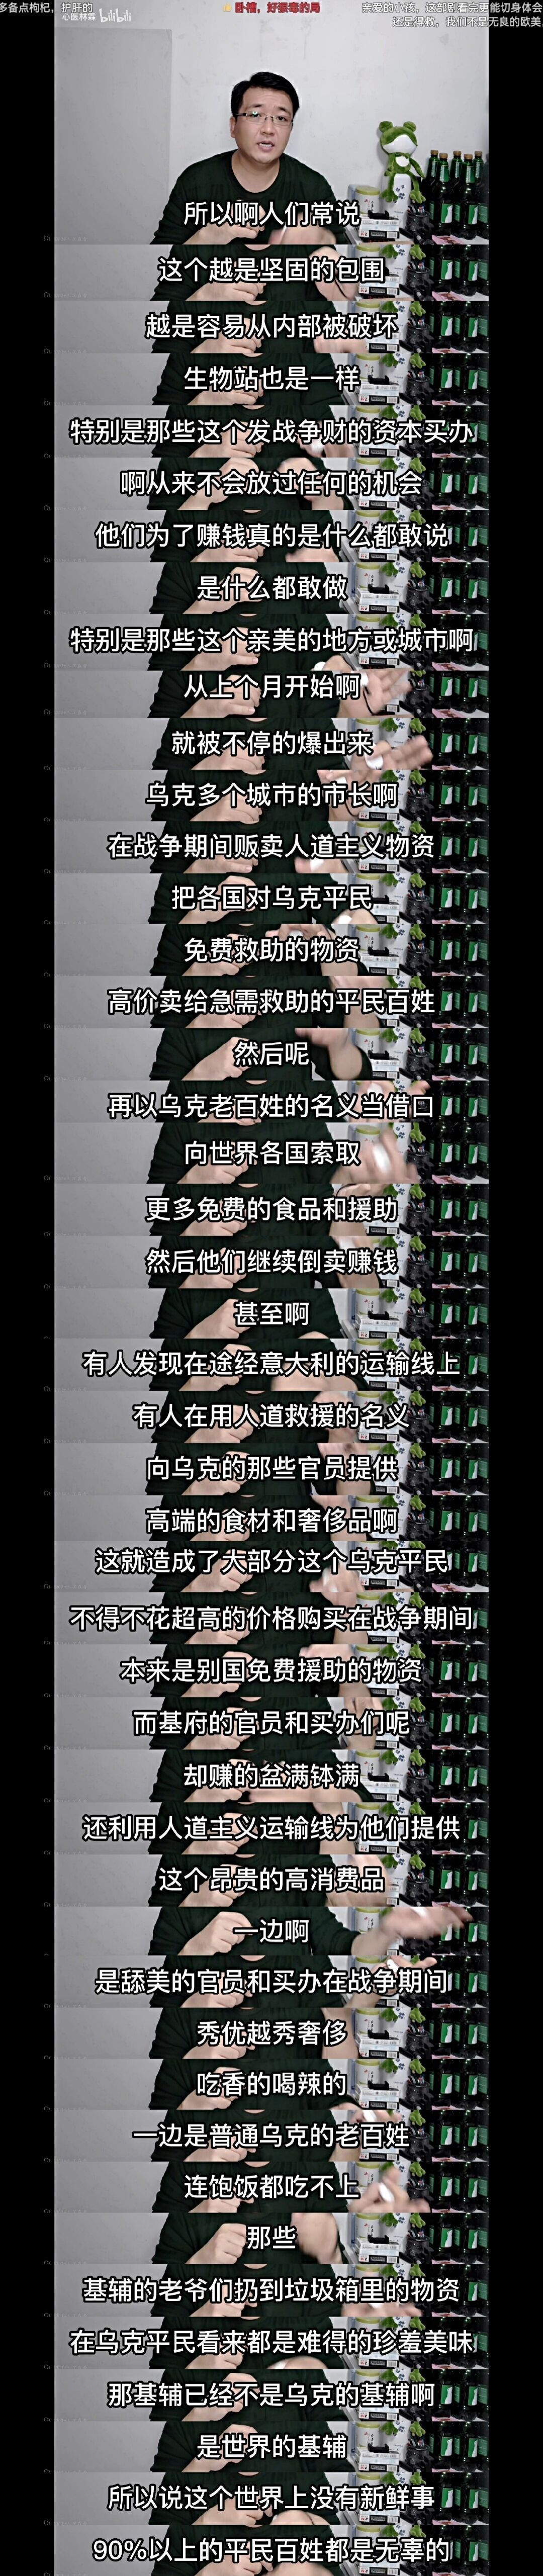 多备点枸杞，护肝的
卧槽，好狠毒的局
亲爱的小孩，这部剧看完更能切身体会
心医林霖 bilibili
还是得救，我们不是无良的欧美
所以啊人们常说
这个越是坚固的包围
越是容易从内部被破坏
生物站也是一样
特别是那些这个发战争财的资本买办
啊从来不会放过任何的机会
他们为了赚钱真的是什么都敢说
是什么都敢做
特别是那些这个亲美的地方或城市啊
从上个月开始啊
就被不停的爆出来
乌克多个城市的市长啊
在战争期间贩卖人道主义物资
把各国对乌克平民
免费救助的物资
高价卖给急需救助的平民百姓
然后呢
再以乌克老百姓的名义当借口
向世界各国索取
更多免费的食品和援助
然后他们继续倒卖赚钱
甚至啊
有人发现在途经意大利的运输线上
有人在用人道救援的名义
向乌克的那些官员提供
高端的食材和奢侈品啊
这就造成了大部分这个乌克平民
不得不花超高的价格购买在战争期间
本来是别国免费援助的物资
而基府的官员和买办们呢
却赚的盆满钵满
还利用人道主义运输线为他们提供
这个昂贵的高消费品
一边啊
是舔美的官员和买办在战争期间
秀优越秀奢侈
吃香的喝辣的
一边是普通乌克的老百姓
连饱饭都吃不上
那些
基辅的老爷们扔到垃圾箱里的物资
在乌克平民看来都是难得的珍羞美味
那基辅已经不是乌克的基辅啊
是世界的基辅
所以说这个世界上没有新鲜事
90%以上的平民百姓都是无辜的